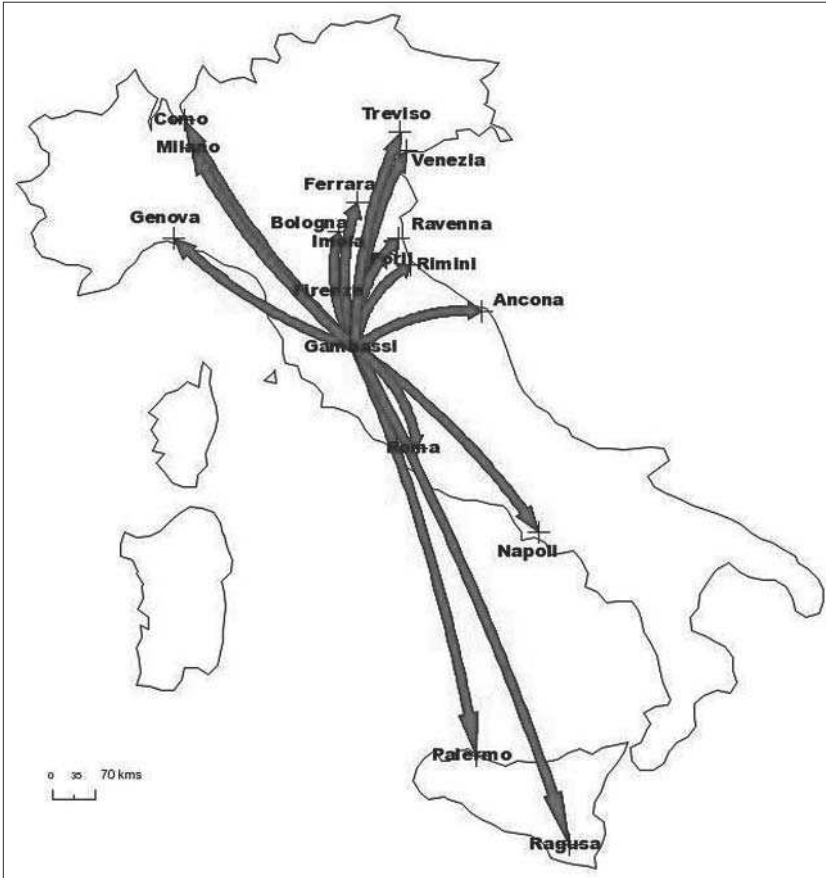 Como
Treviso
Milano
Venezia
Ferrara
Genova
Bologna
Ravenna
Imola
Forlì
Rimini
Firenze
Ancona
Gambassi
Roma
Napoli
Palermo
0 35 70 kms
Ragusa